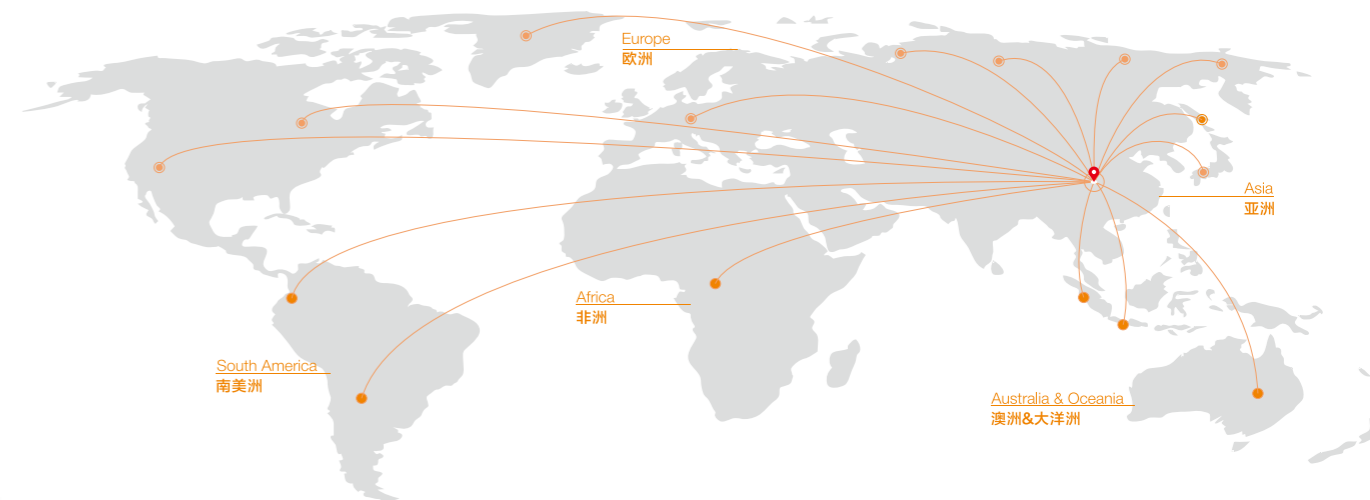 Europe
欧洲
Asia
亚洲
Africa
非洲
South America
南美洲
Australia & Oceania
澳洲&大洋洲